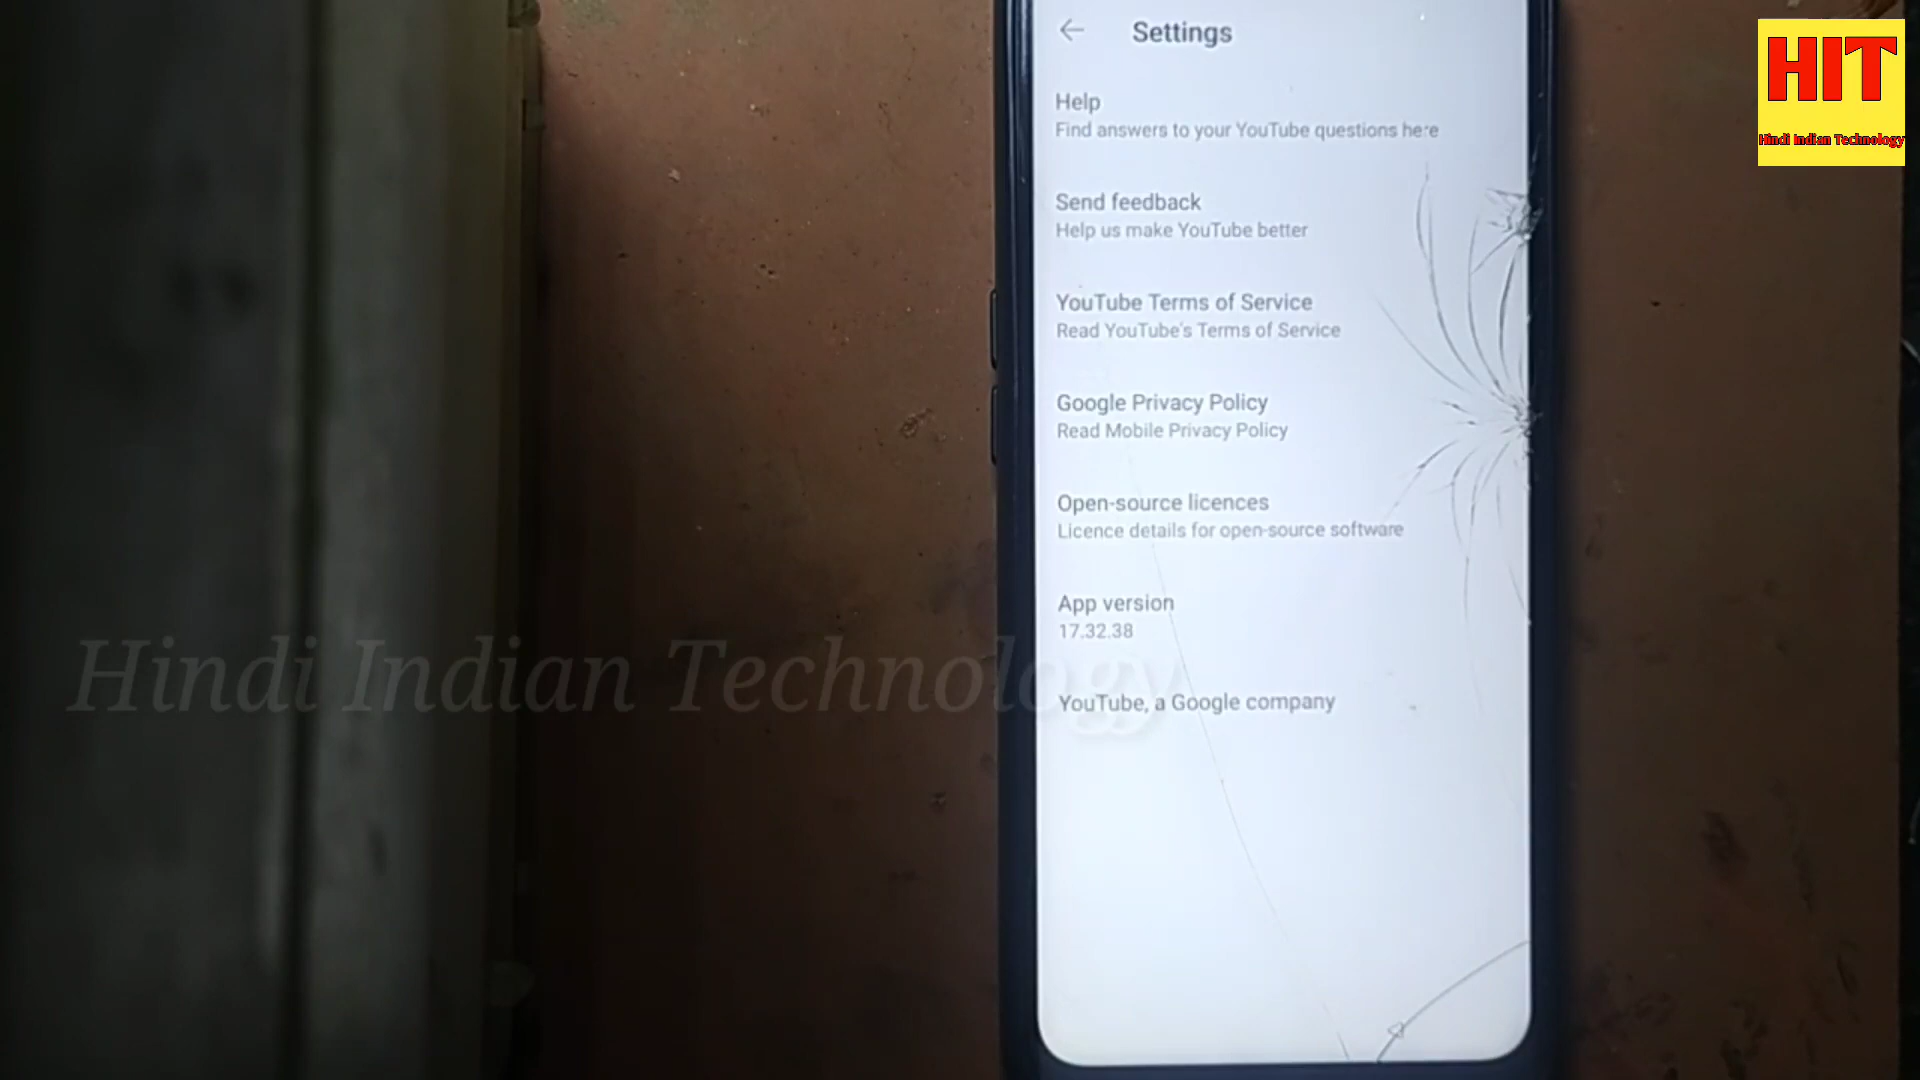 Settings
Help
Find answers to your YouTube questions here
Send feedback
Help us make YouTube better
YouTube Terms of Service
Read YouTube's Terms of Service
Google Privacy Policy
Read Mobile Privacy Policy
Open-source licences
Licence details for open-source software
App version
17.32.38
YouTube, a Google company
HIT
Hindi Indian Technology
Hindi Indian Technology